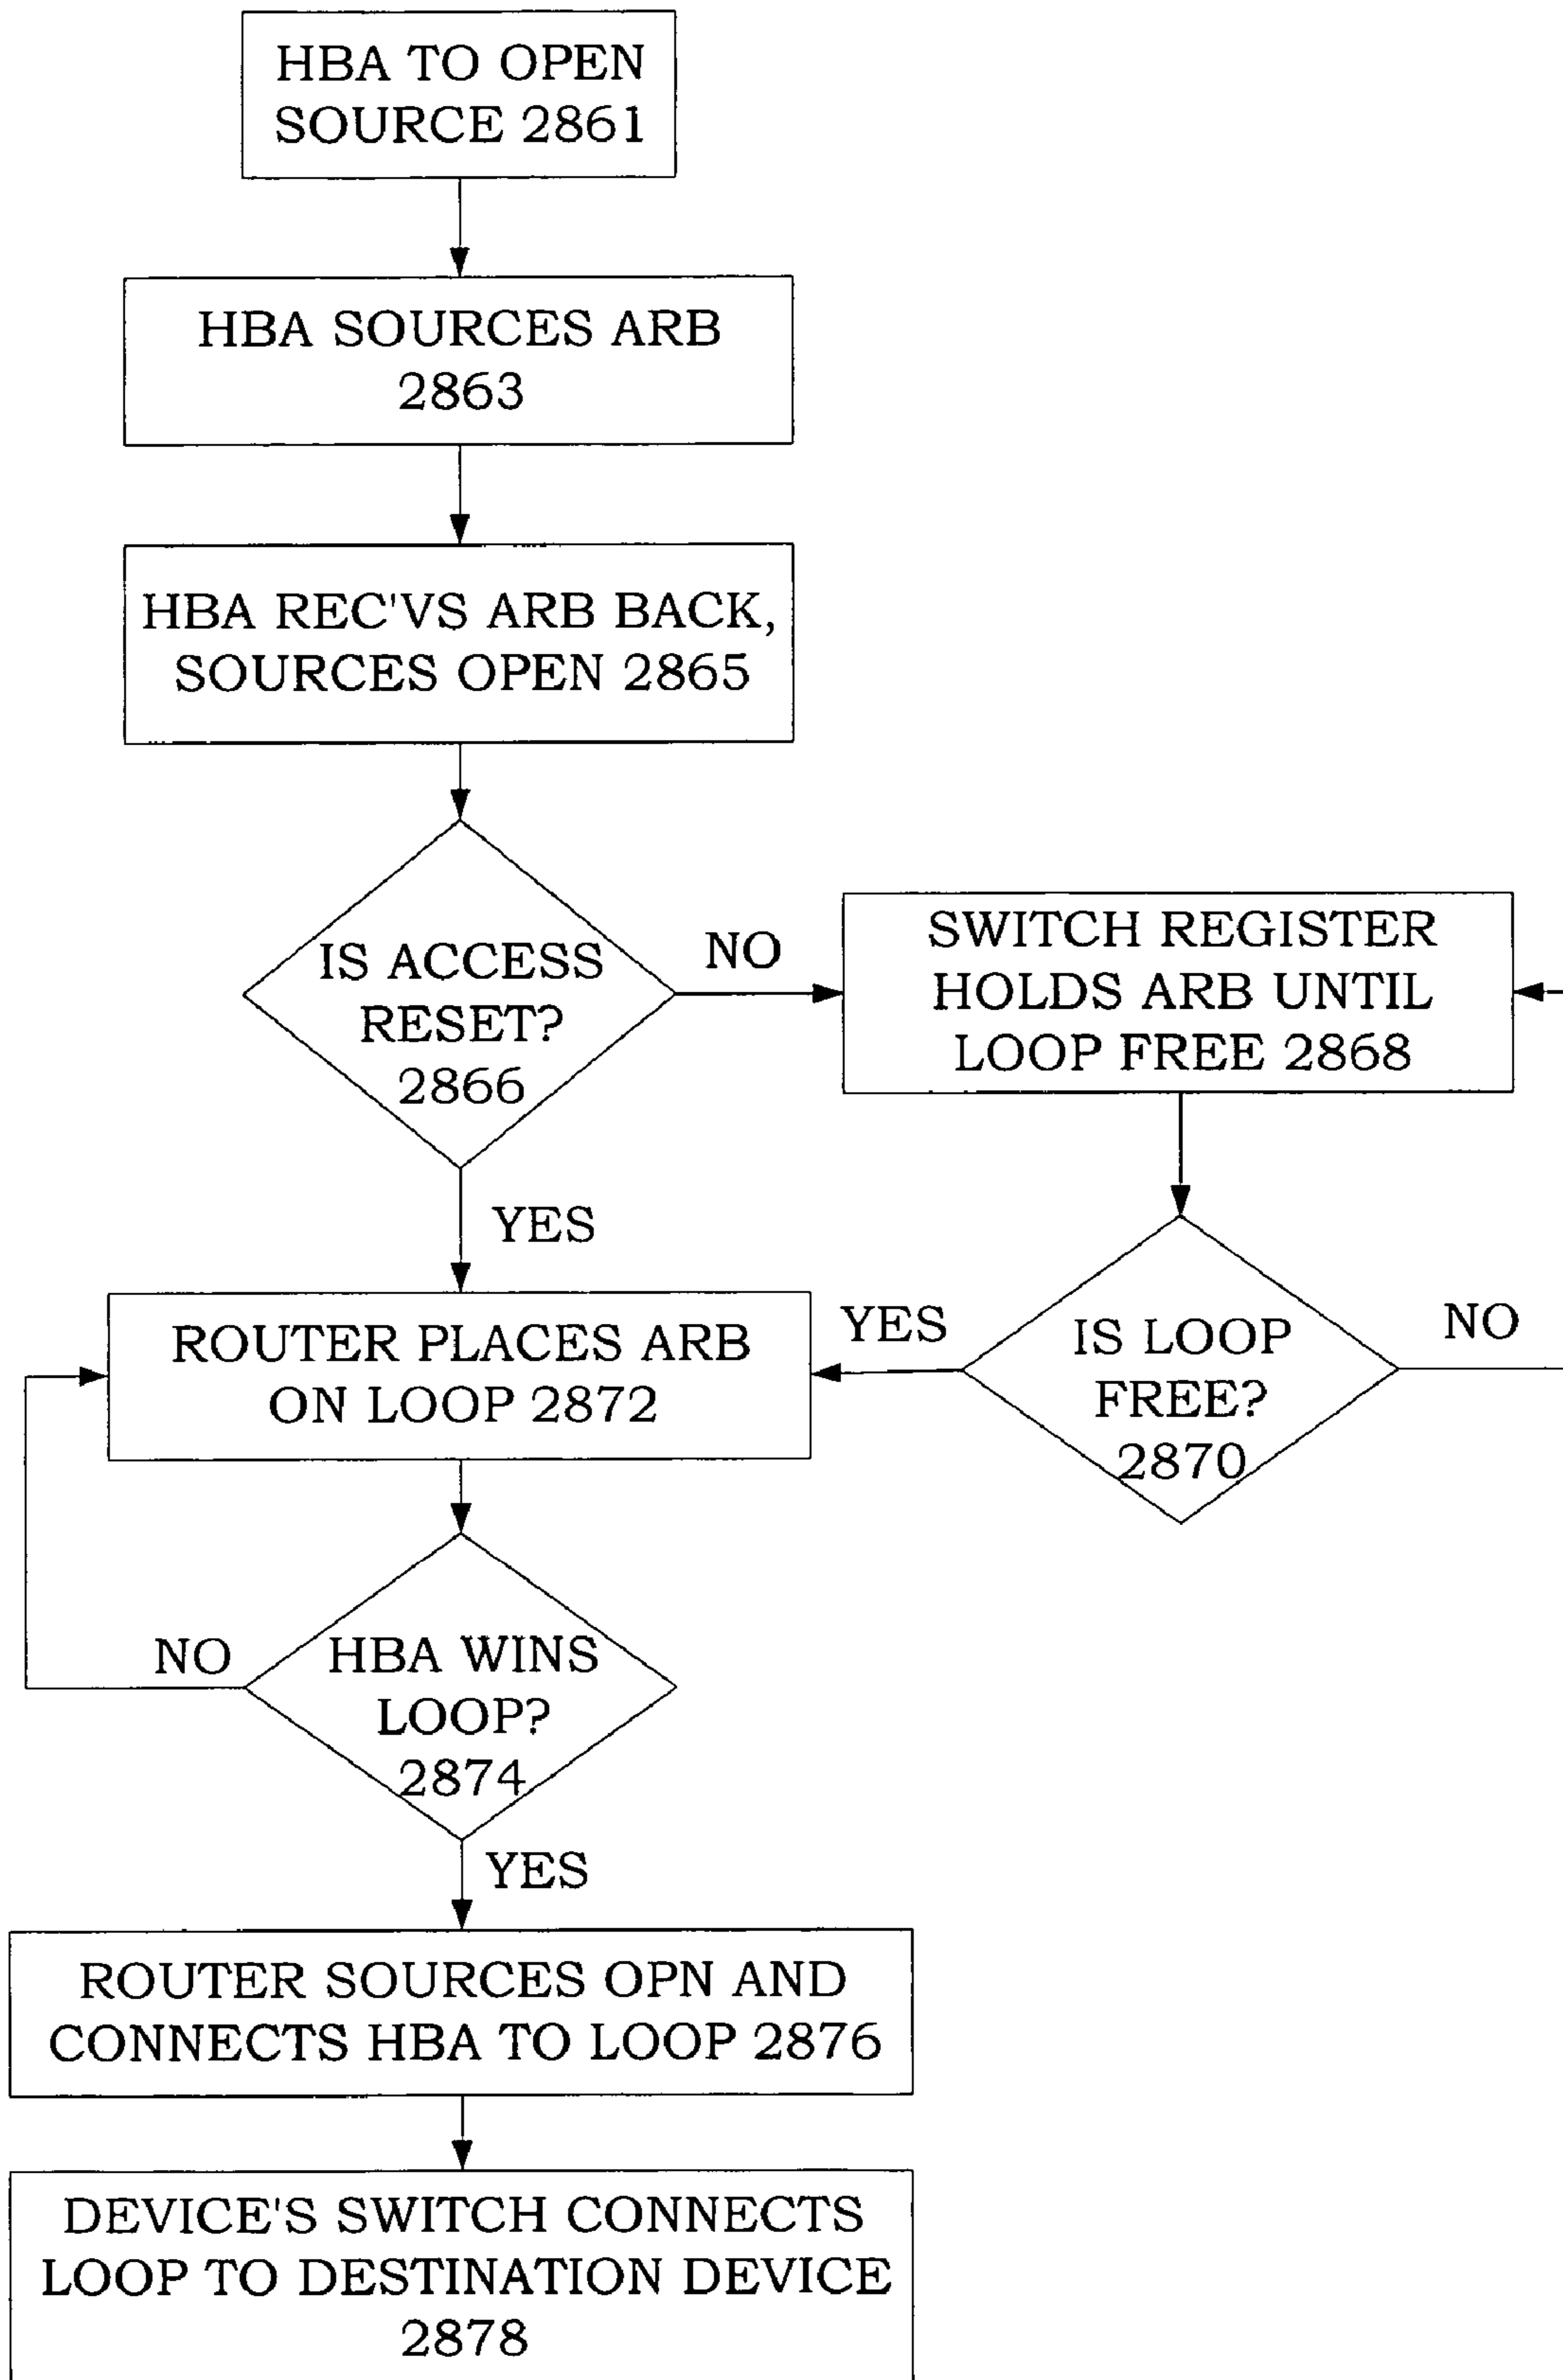 HBA TO OPEN
SOURCE 2861
HBA SOURCES ARB
2863
HBA REC'VS ARB BACK,
SOURCES OPEN 2865
IS ACCESS
RESET?
2866
NO
SWITCH REGISTER
HOLDS ARB UNTIL
LOOP FREE 2868
YES
ROUTER PLACES ARB
ON LOOP 2872
YES
IS LOOP
FREE?
2870
NO
NO
HBA WINS
LOOP?
2874
YES
ROUTER SOURCES OPN AND
CONNECTS HBA TO LOOP 2876
DEVICE'S SWITCH CONNECTS
LOOP TO DESTINATION DEVICE
2878